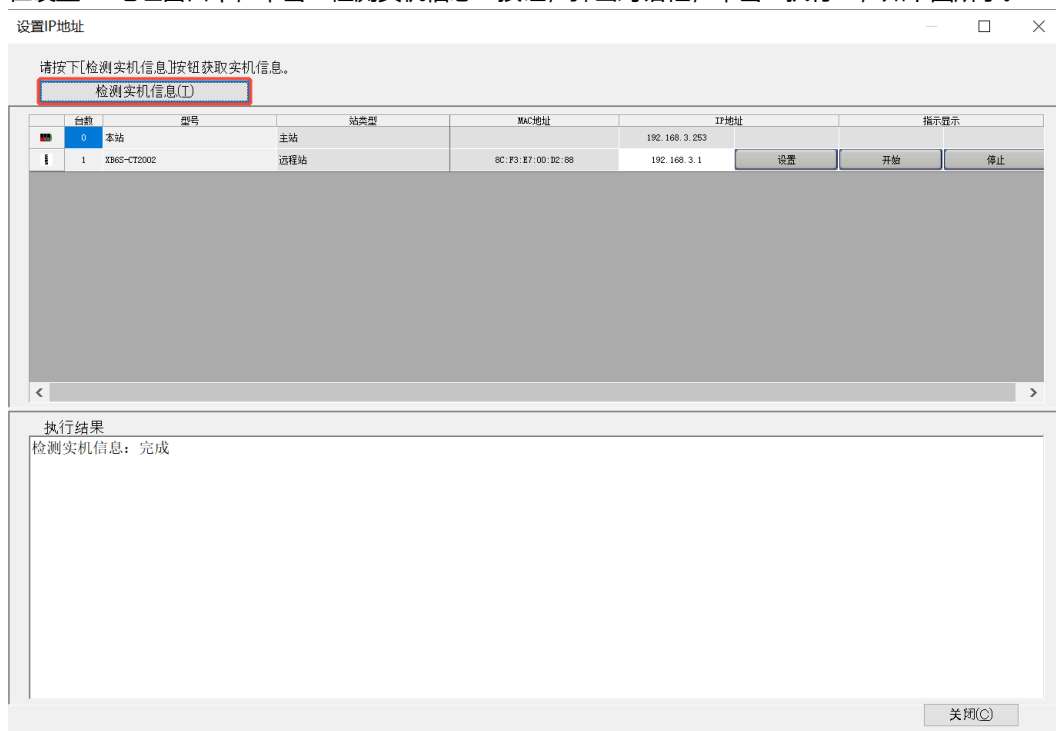 设置IP地址
请按下[检测实机信息]按钮获取实机信息。
检测实机信息(T)
台数 型号 站类型 MAC地址 IP地址 指示显示
0 本站 主站 192.168.3.253
1 XB6S-CT2002 远程站 8C:F3:E7:00:D2:88 192.168.3.1 设置 开始 停止
执行结果
检测实机信息：完成
关闭(C)